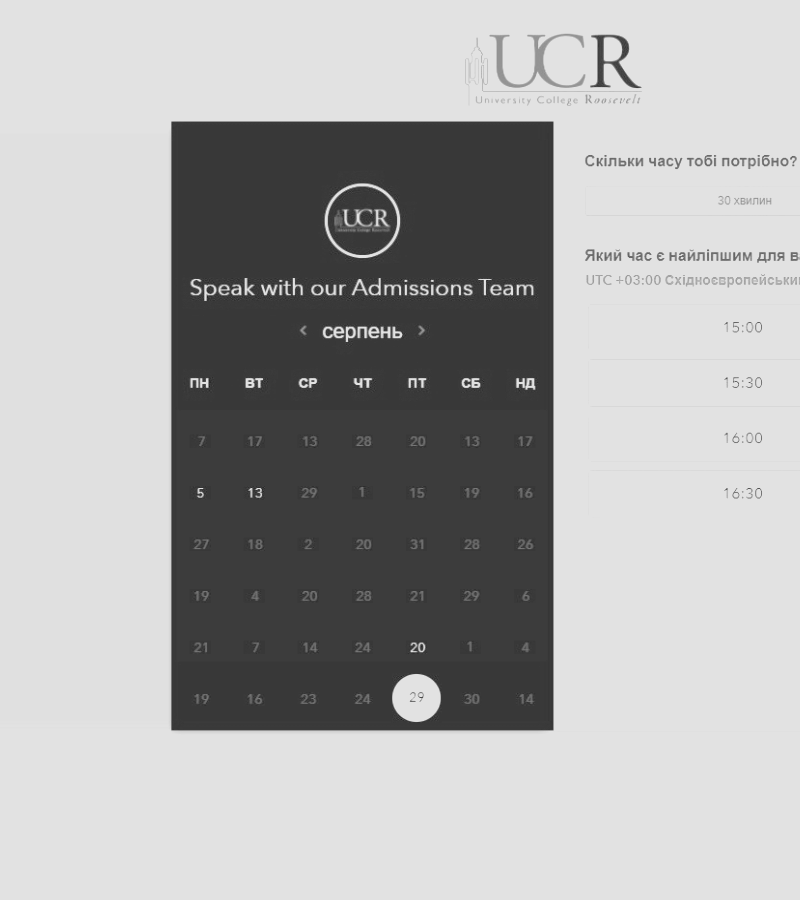 UCR
University College Roosevelt
UCR
Speak with our Admissions Team
‹ серпень ›
ПН ВТ СР ЧТ ПТ СБ НД
7 17 13 28 20 13 17
5 13 29 1 15 19 16
27 18 2 20 31 28 26
19 4 20 28 21 29 6
21 7 14 24 20 1 4
19 16 23 24 29 30 14
Скільки часу тобі потрібно?
30 хвилин
Який час є найліпшим для в
UTC +03:00 Східноєвропейськи
15:00
15:30
16:00
16:30